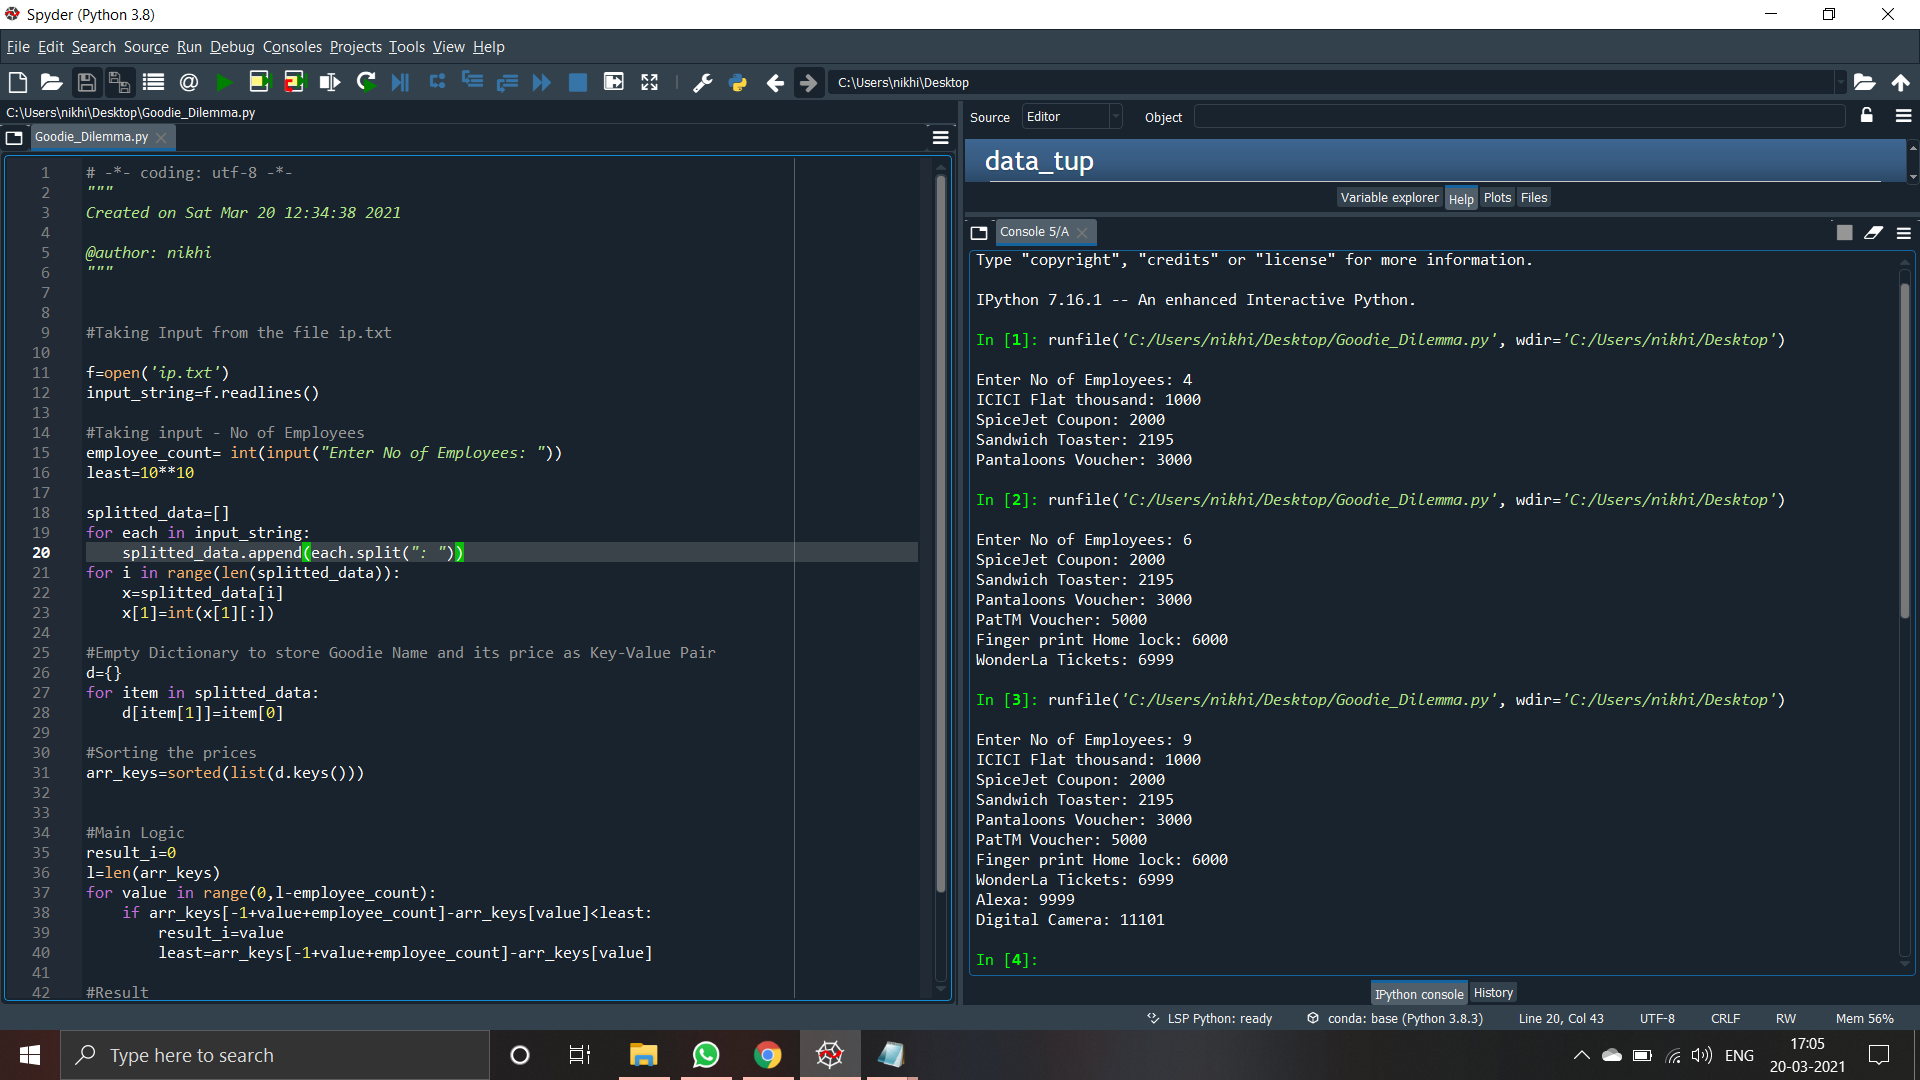 Spyder (Python 3.8)
File Edit Search Source Run Debug Consoles Projects Tools View Help
C:\Users\nikhi\Desktop
C:\Users\nikhi\Desktop\Goodie_Dilemma.py
Goodie_Dilemma.py
1 # -*- coding: utf-8 -*-
2 """
3 Created on Sat Mar 20 12:34:38 2021
4
5 @author: nikhi
6 """
7
8
9 #Taking Input from the file ip.txt
10
11 f=open('ip.txt')
12 input_string=f.readlines()
13
14 #Taking input - No of Employees
15 employee_count= int(input("Enter No of Employees: "))
16 least=10**10
17
18 splitted_data=[]
19 for each in input_string:
20     splitted_data.append(each.split(": "))
21 for i in range(len(splitted_data)):
22     x=splitted_data[i]
23     x[1]=int(x[1][:])
24
25 #Empty Dictionary to store Goodie Name and its price as Key-Value Pair
26 d={}
27 for item in splitted_data:
28     d[item[1]]=item[0]
29
30 #Sorting the prices
31 arr_keys=sorted(list(d.keys()))
32
33
34 #Main Logic
35 result_i=0
36 l=len(arr_keys)
37 for value in range(0,l-employee_count):
38     if arr_keys[-1+value+employee_count]-arr_keys[value]<least:
39         result_i=value
40         least=arr_keys[-1+value+employee_count]-arr_keys[value]
41
42 #Result
Source Editor Object
data_tup
Variable explorer Help Plots Files
Console 5/A
Type "copyright", "credits" or "license" for more information.
IPython 7.16.1 -- An enhanced Interactive Python.
In [1]: runfile('C:/Users/nikhi/Desktop/Goodie_Dilemma.py', wdir='C:/Users/nikhi/Desktop')
Enter No of Employees: 4
ICICI Flat thousand: 1000
SpiceJet Coupon: 2000
Sandwich Toaster: 2195
Pantaloons Voucher: 3000
In [2]: runfile('C:/Users/nikhi/Desktop/Goodie_Dilemma.py', wdir='C:/Users/nikhi/Desktop')
Enter No of Employees: 6
SpiceJet Coupon: 2000
Sandwich Toaster: 2195
Pantaloons Voucher: 3000
PatTM Voucher: 5000
Finger print Home lock: 6000
WonderLa Tickets: 6999
In [3]: runfile('C:/Users/nikhi/Desktop/Goodie_Dilemma.py', wdir='C:/Users/nikhi/Desktop')
Enter No of Employees: 9
ICICI Flat thousand: 1000
SpiceJet Coupon: 2000
Sandwich Toaster: 2195
Pantaloons Voucher: 3000
PatTM Voucher: 5000
Finger print Home lock: 6000
WonderLa Tickets: 6999
Alexa: 9999
Digital Camera: 11101
In [4]:
IPython console History
LSP Python: ready conda: base (Python 3.8.3) Line 20, Col 43 UTF-8 CRLF RW Mem 56%
Type here to search
ENG
17:05
20-03-2021